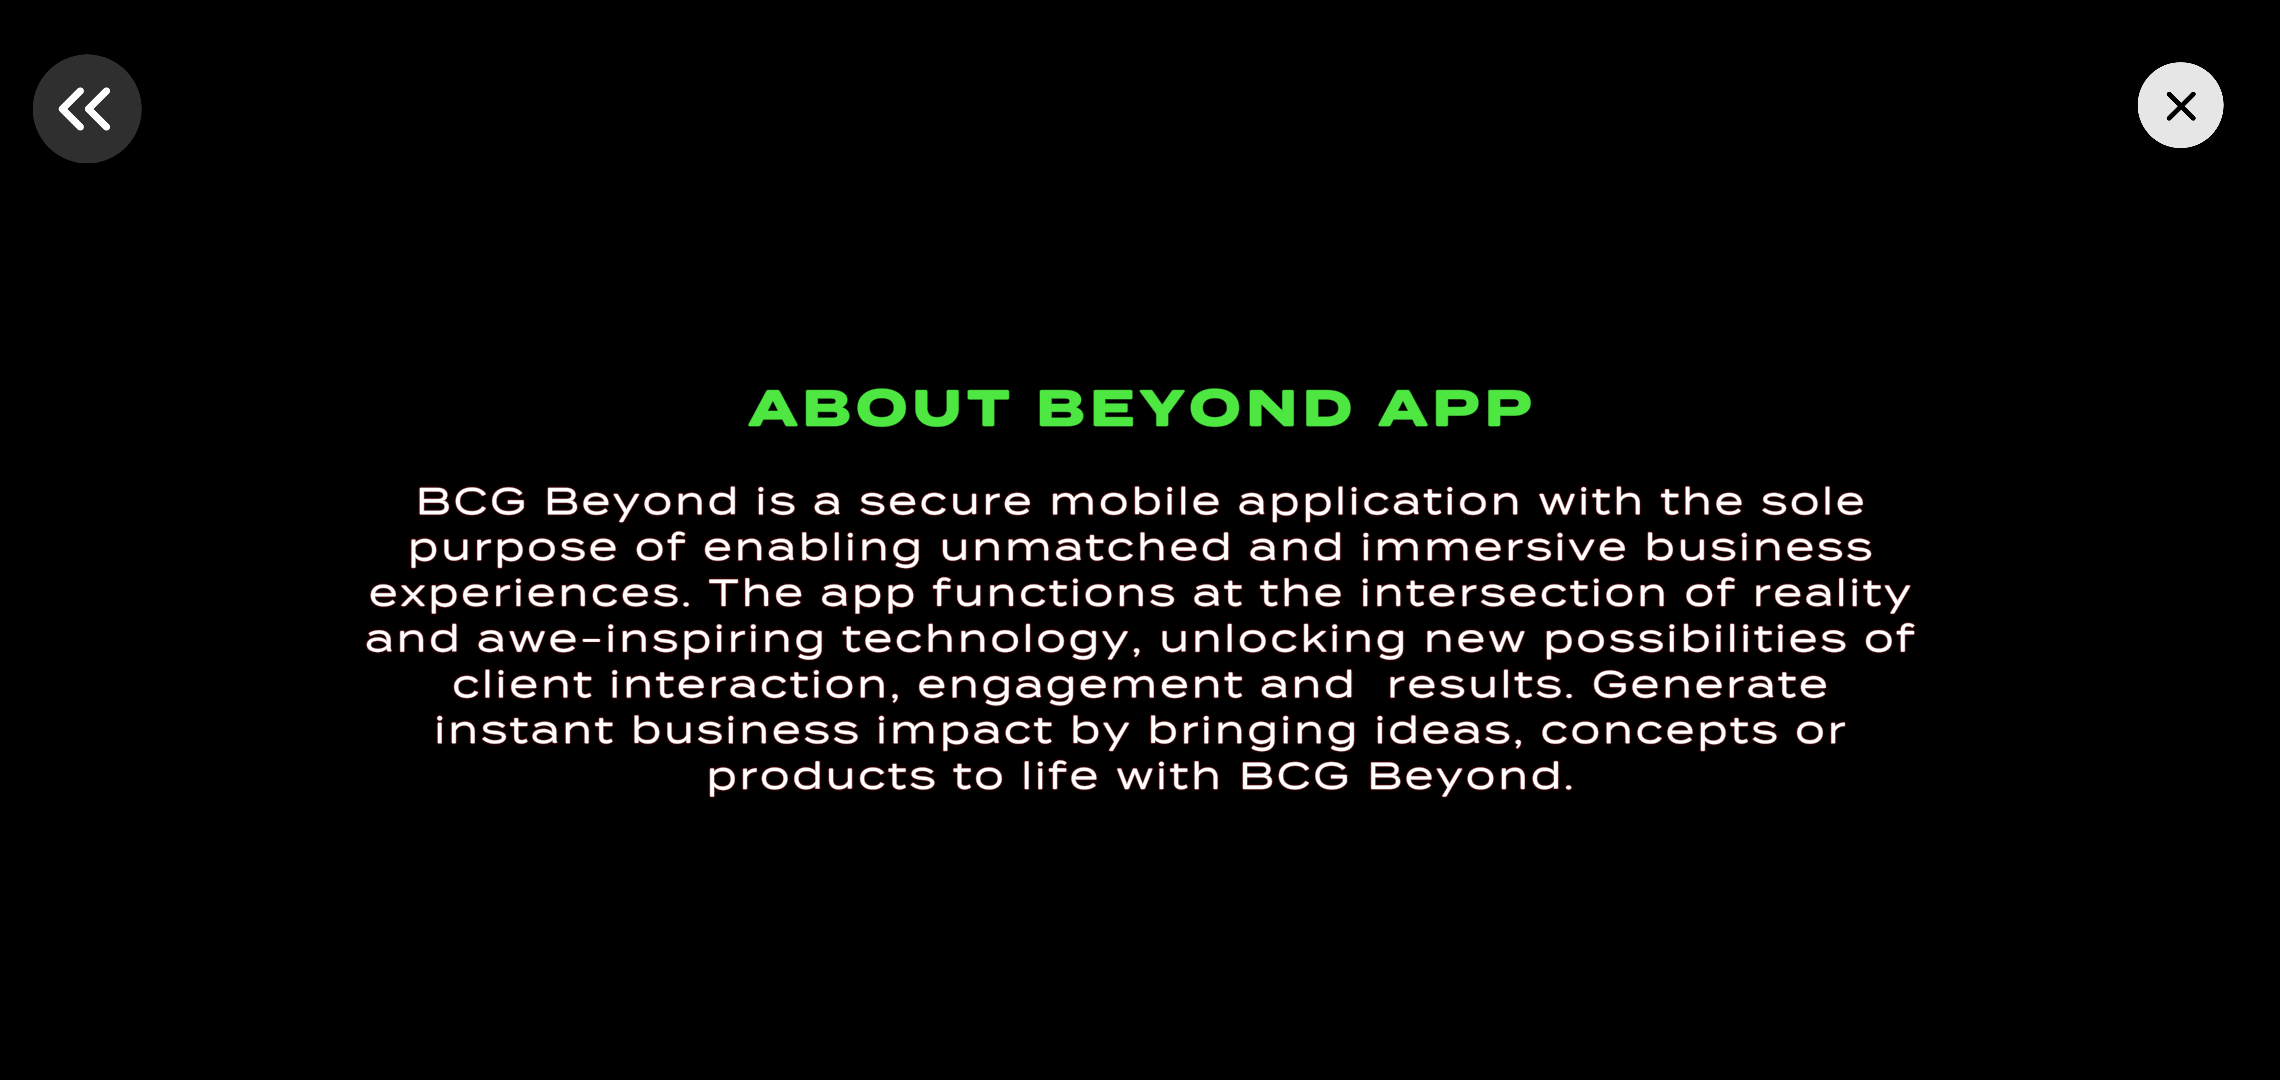 ABOUT BEYOND APP
BCG Beyond is a secure mobile application with the sole
purpose of enabling unmatched and immersive business
experiences. The app functions at the intersection of reality
and awe-inspiring technology, unlocking new possibilities of
client interaction, engagement and  results. Generate
instant business impact by bringing ideas, concepts or
products to life with BCG Beyond.